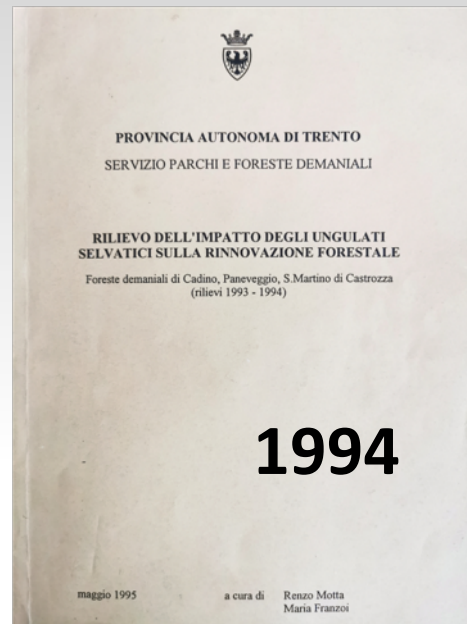 PROVINCIA AUTONOMA DI TRENTO
SERVIZIO PARCHI E FORESTE DEMANIALI
RILIEVO DELL'IMPATTO DEGLI UNGULATI
SELVATICI SULLA RINNOVAZIONE FORESTALE
Foreste demaniali di Cadino, Paneveggio, S.Martino di Castrozza
(rilievi 1993 - 1994)
1994
maggio 1995 a cura di Renzo Motta
Maria Franzoi